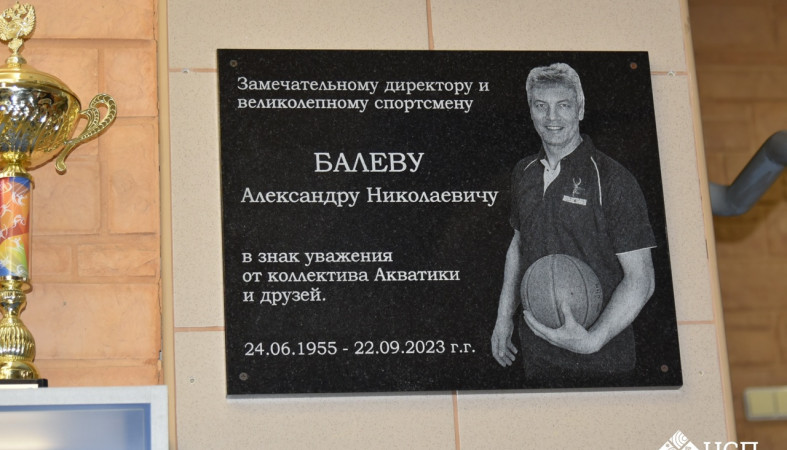 Замечательному директору и
великолепному спортсмену
БАЛЕВУ
Александру Николаевичу
в знак уважения
от коллектива Акватики
и друзей.
24.06.1955 - 22.09.2023 г.г.
ЦСП